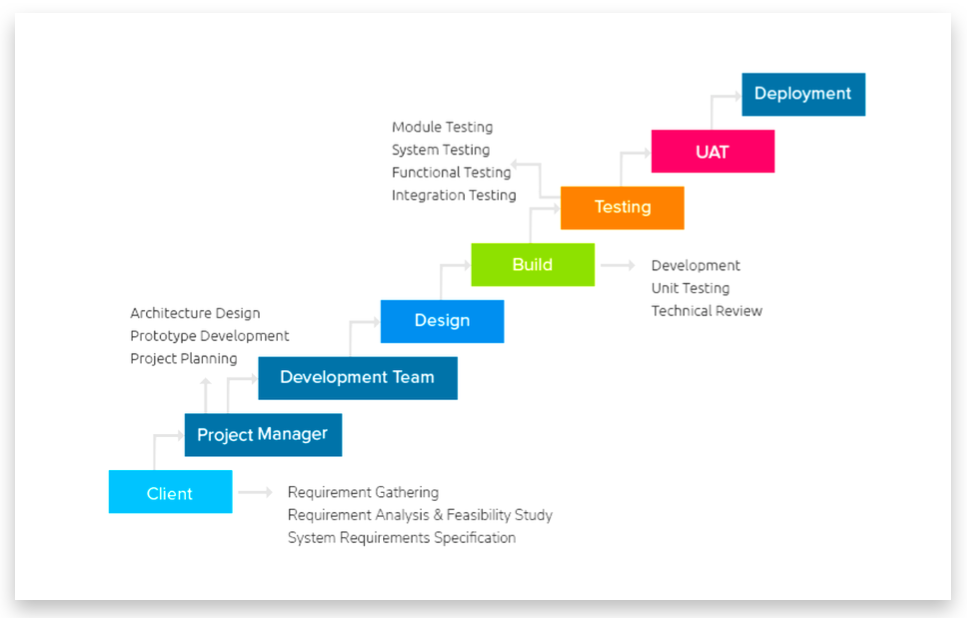 Deployment
UAT
Module Testing
System Testing
Functional Testing
Integration Testing
Testing
Build
Development
Unit Testing
Technical Review
Design
Architecture Design
Prototype Development
Project Planning
Development Team
Project Manager
Client
Requirement Gathering
Requirement Analysis & Feasibility Study
System Requirements Specification